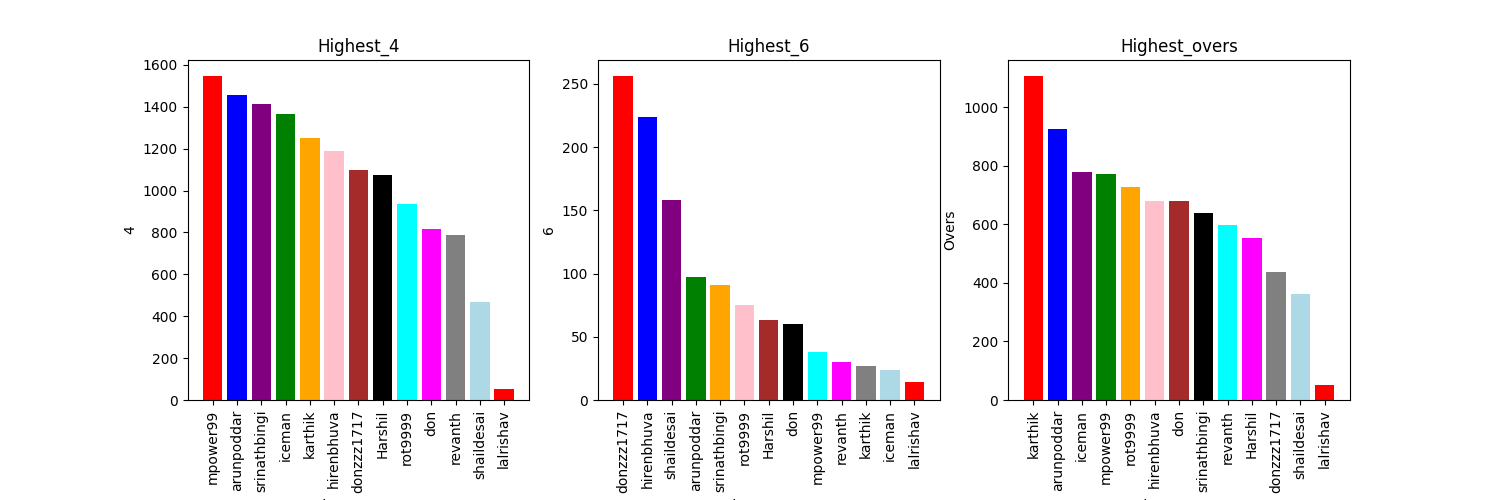 Highest_4
1600
1400
1200
1000
800
600
400
200
0
4
mpower99
arunpoddar
srinathbingi
iceman
karthik
hirenbhuva
donzzz1717
Harshil
rot9999
don
revanth
shaildesai
lalrishav
Highest_6
250
200
150
100
50
0
6
donzzz1717
hirenbhuva
shaildesai
arunpoddar
srinathbingi
rot9999
Harshil
don
mpower99
revanth
karthik
iceman
lalrishav
Highest_overs
1000
800
600
400
200
0
Overs
karthik
arunpoddar
iceman
mpower99
rot9999
hirenbhuva
don
srinathbingi
revanth
Harshil
donzzz1717
shaildesai
lalrishav